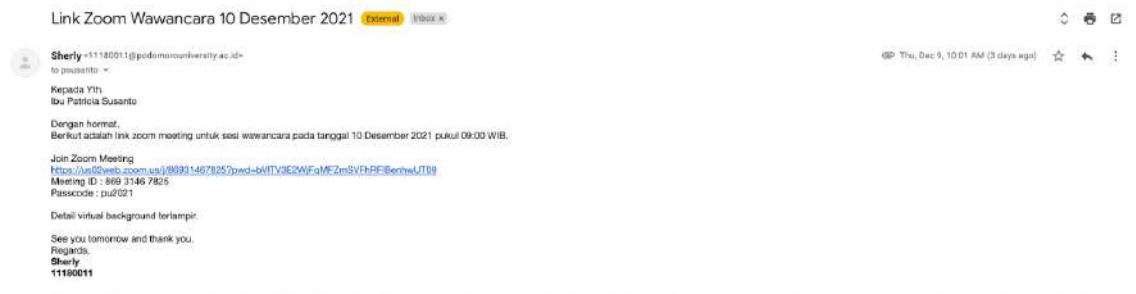 Link Zoom Wawancara 10 Desember 2021 External Inbox x
Sherly <11180011@podomorouniversity.ac.id>
Thu, Dec 9, 10:01 AM (3 days ago)
to psusanto
Kepada Yth.
Ibu Patricia Susanto
Dengan hormat,
Berikut adalah link zoom meeting untuk sesi wawancara pada tanggal 10 Desember 2021 pukul 09:00 WIB.
Join Zoom Meeting
Meeting ID : 869 3146 7825
Passcode : pu2021
Detail virtual background terlampir.
See you tomorrow and thank you.
Regards,
Sherly
11180011